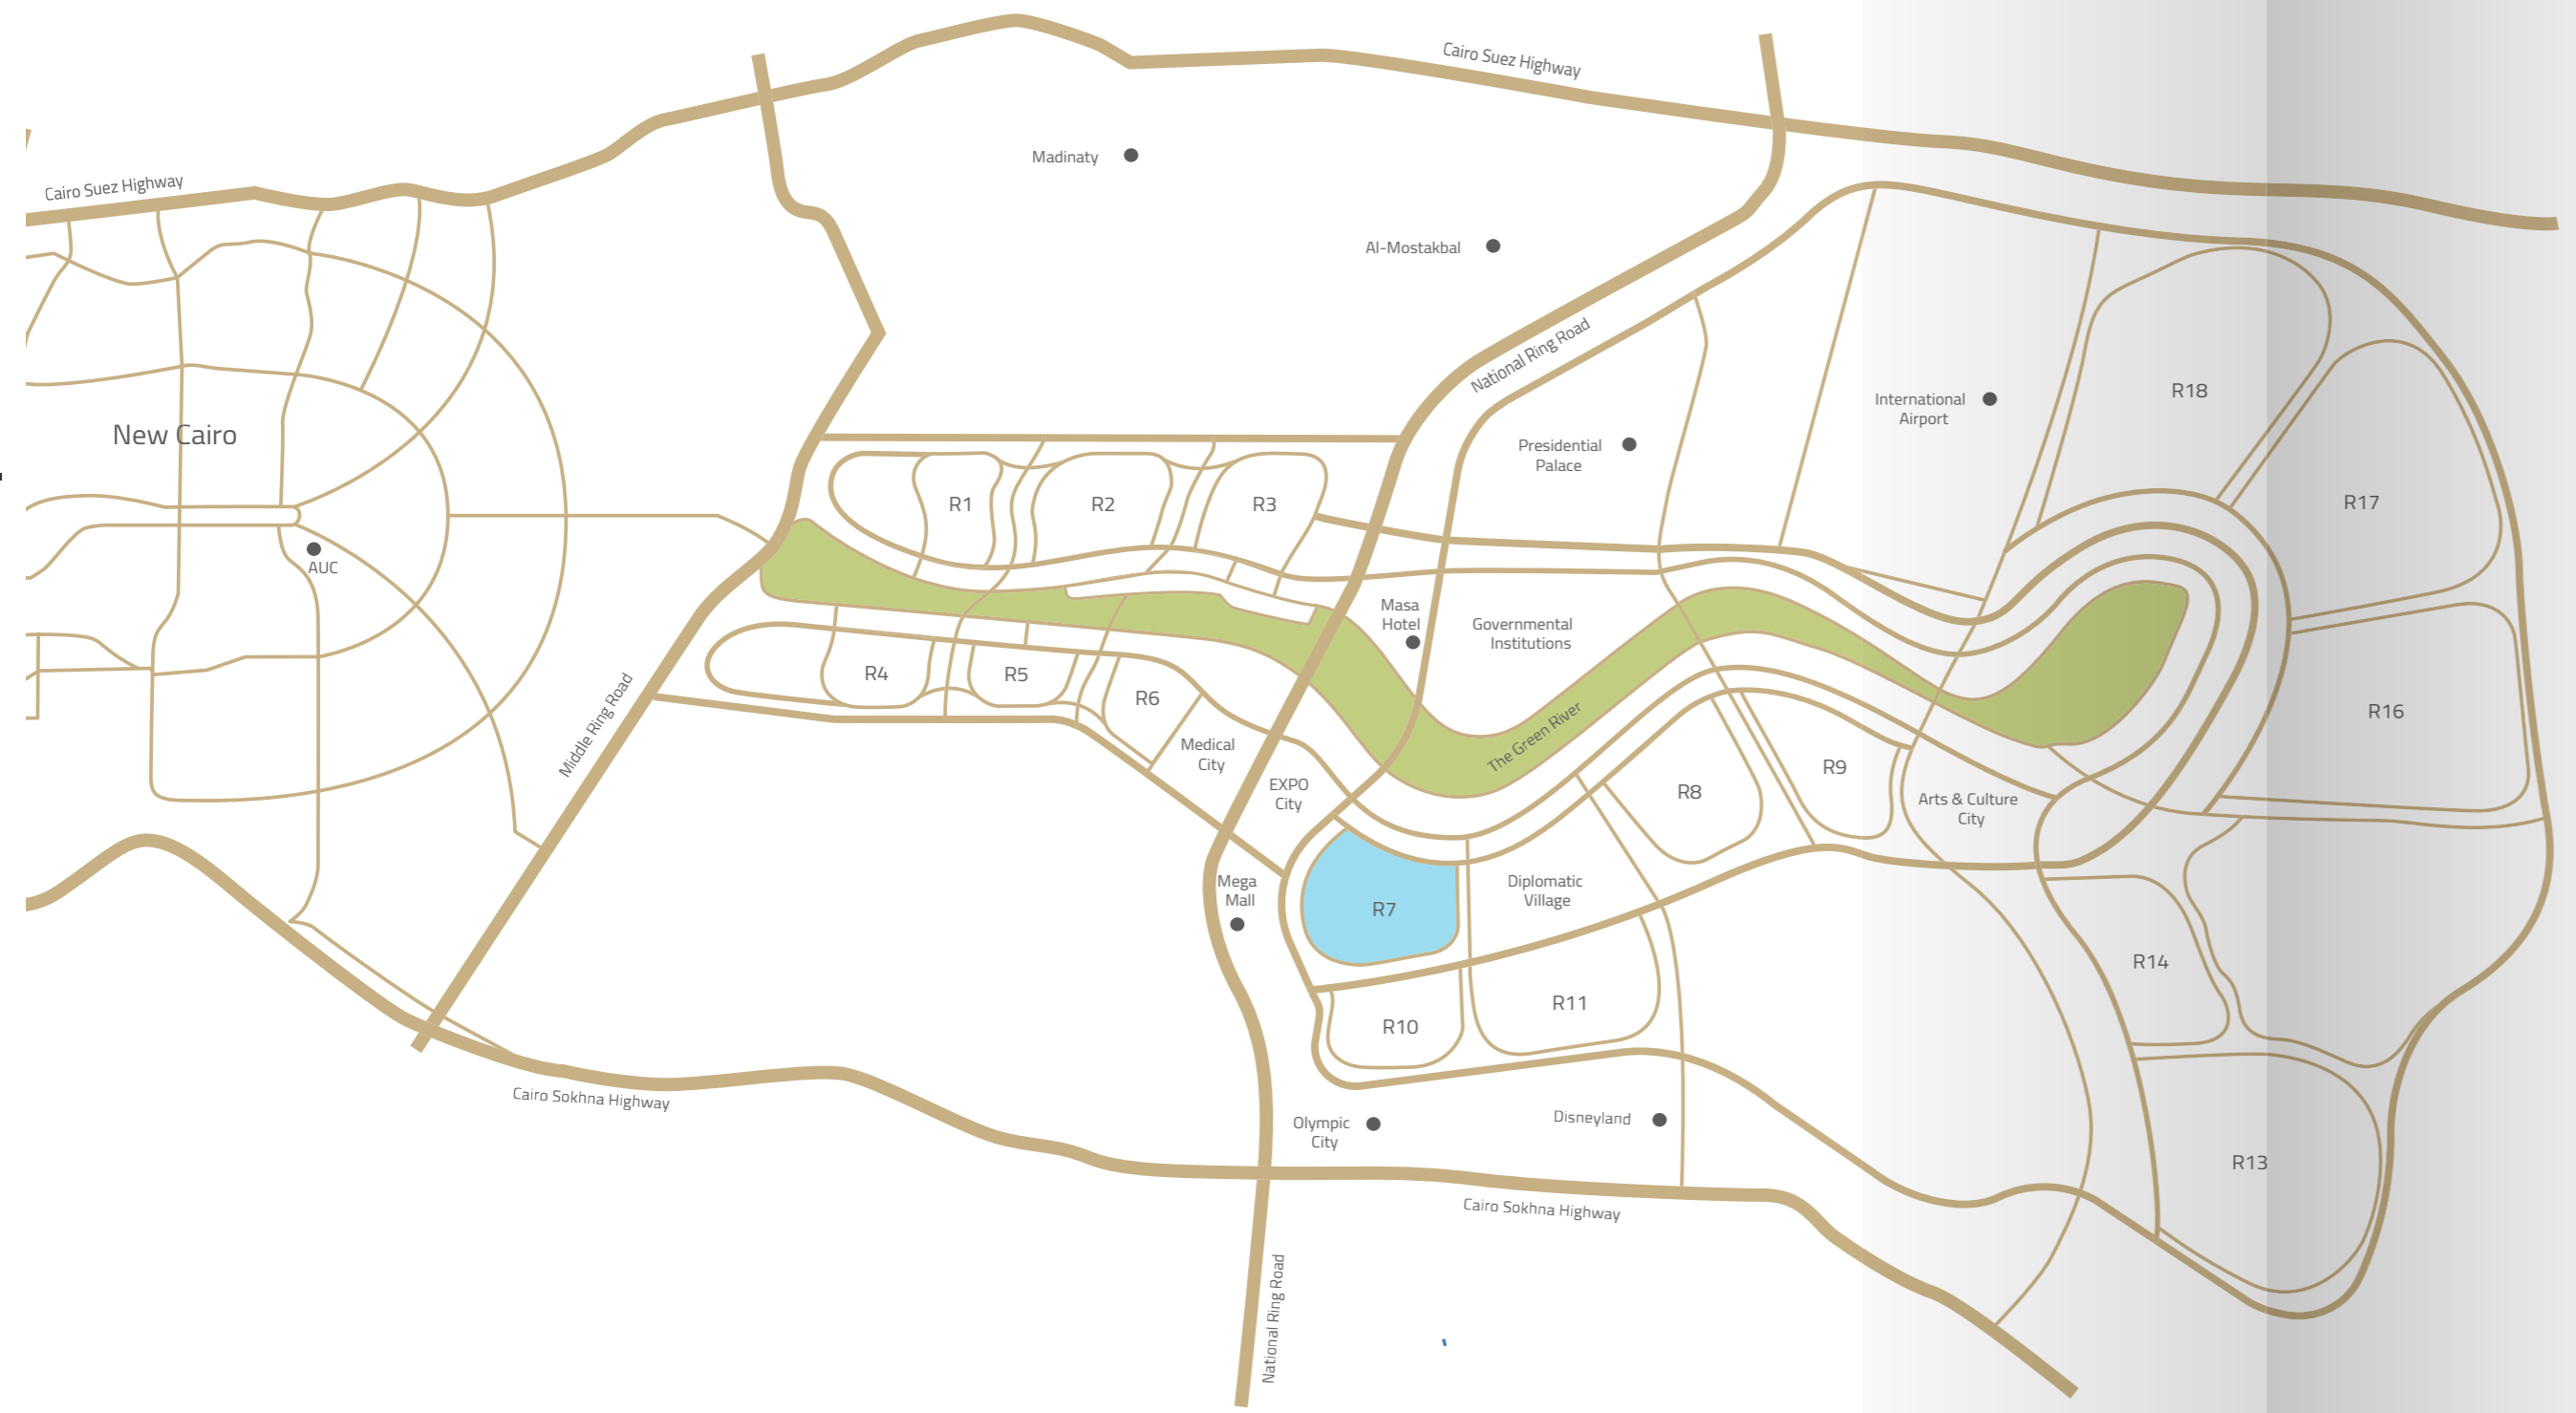 Cairo Suez Highway
Madinaty
Cairo Suez Highway
Al-Mostakbal
National Ring Road
International
Airport
R18
New Cairo
Presidential
Palace
R1
R2
R3
R17
AUC
Masa
Hotel
Governmental
Institutions
R4
R5
R6
R16
Middle Ring Road
The Green River
Medical
City
EXPO
City
R8
R9
Arts & Culture
City
Mega
Mall
R7
Diplomatic
Village
R14
R10
R11
Cairo Sokhna Highway
Olympic
City
Disneyland
R13
Cairo Sokhna Highway
National Ring Road